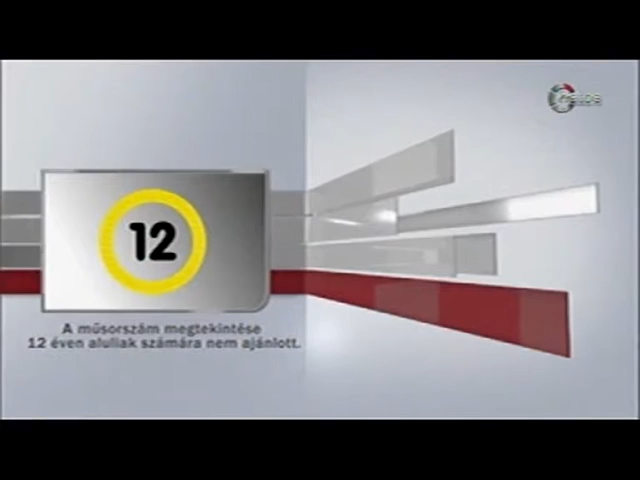 12
A műsorszám megtekintése
12 éven aluliak számára nem ajánlott.